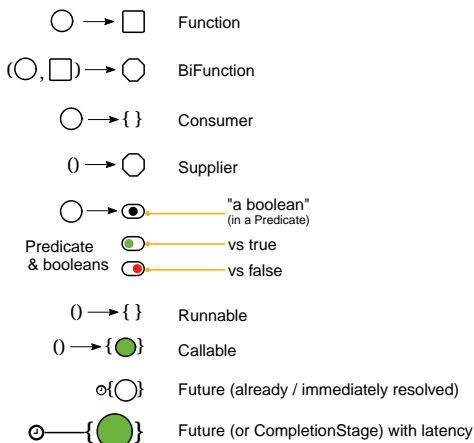 Function
( , ) BiFunction
{ } Consumer
() Supplier
"a boolean"
(in a Predicate)
Predicate
& booleans
vs true
vs false
() { } Runnable
() { } Callable
{ } Future (already / immediately resolved)
{ } Future (or CompletionStage) with latency